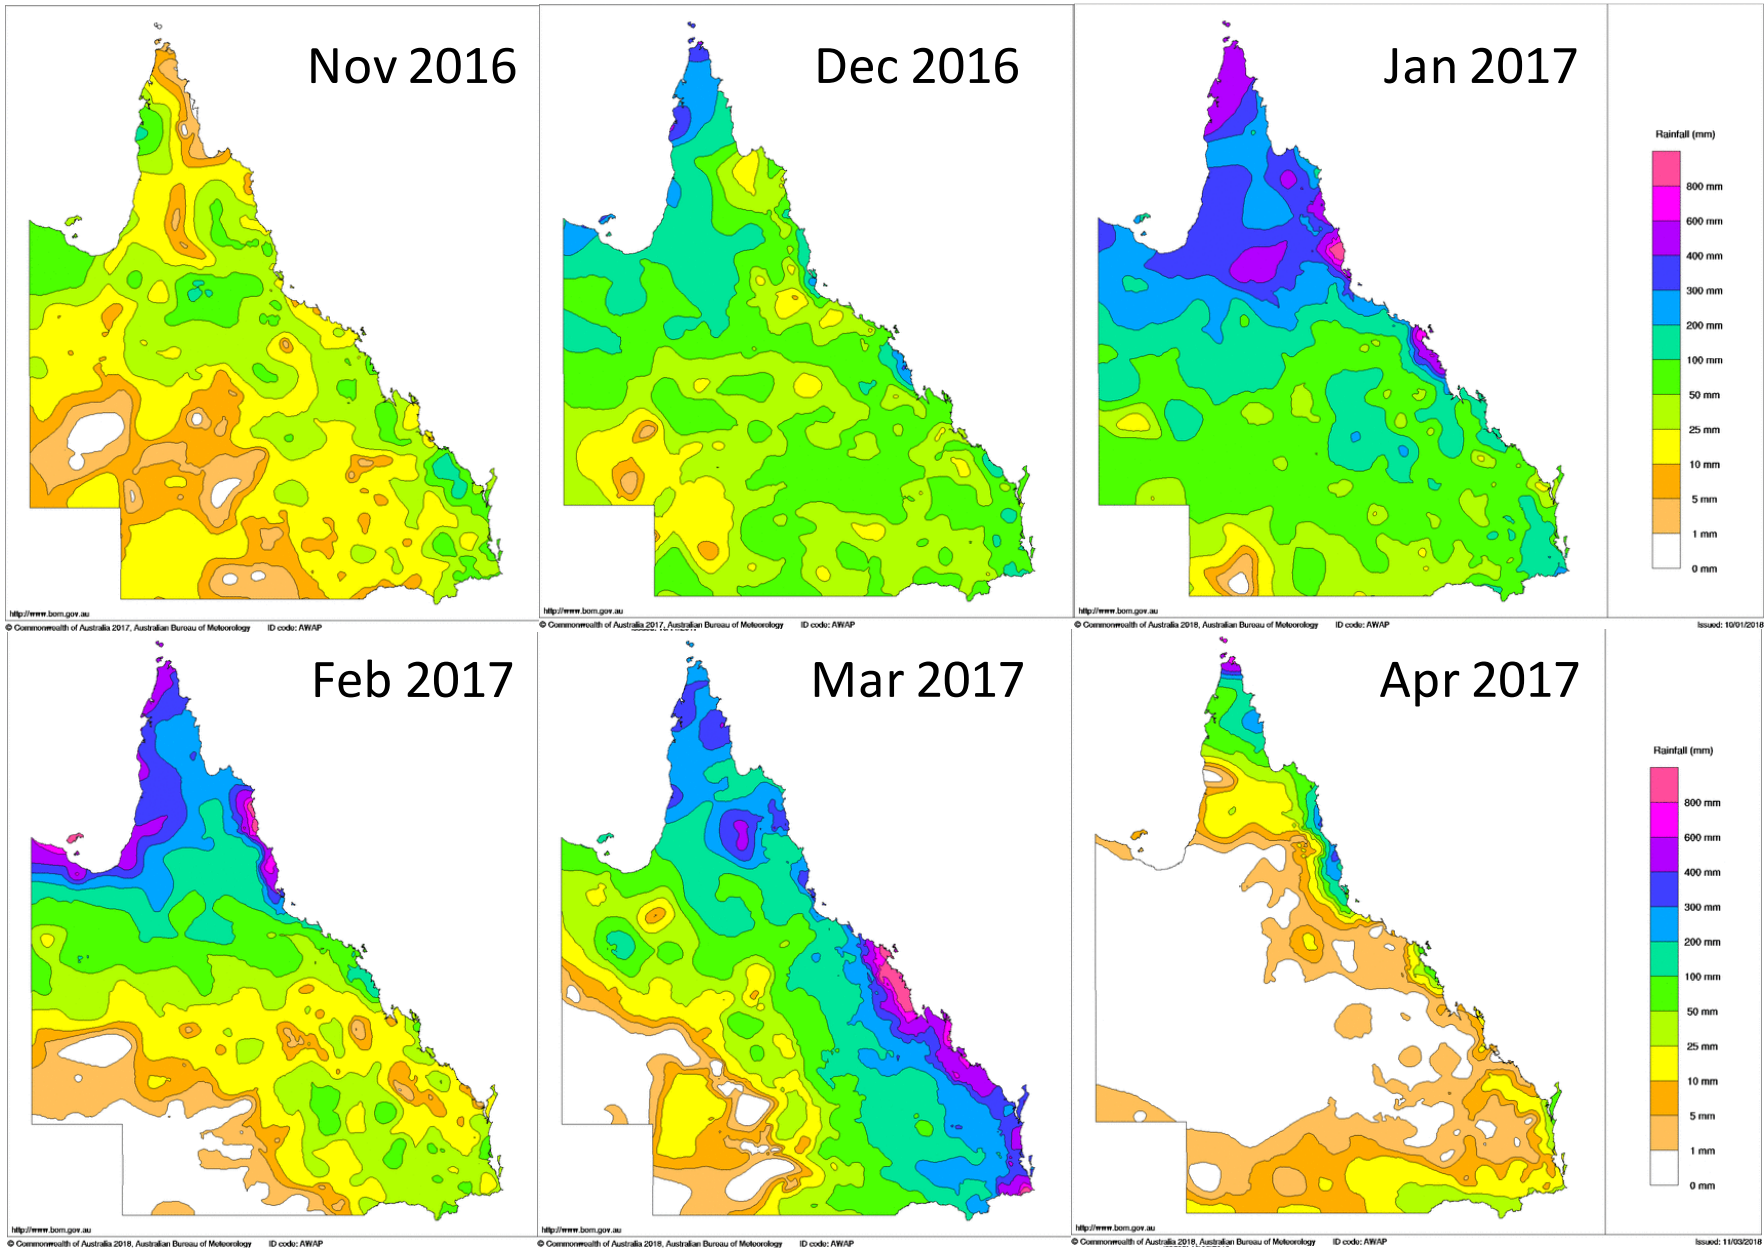 Nov 2016
Dec 2016
Jan 2017
Rainfall (mm)
800 mm
600 mm
400 mm
300 mm
200 mm
100 mm
50 mm
25 mm
10 mm
5 mm
1 mm
0 mm
http://www.bom.gov.au
http://www.bom.gov.au
http://www.bom.gov.au
© Commonwealth of Australia 2017, Australian Bureau of Meteorology ID code: AWAP
© Commonwealth of Australia 2017, Australian Bureau of Meteorology ID code: AWAP
© Commonwealth of Australia 2018, Australian Bureau of Meteorology ID code: AWAP
Issued: 10/01/2018
Feb 2017
Mar 2017
Apr 2017
Rainfall (mm)
800 mm
600 mm
400 mm
300 mm
200 mm
100 mm
50 mm
25 mm
10 mm
5 mm
1 mm
0 mm
http://www.bom.gov.au
http://www.bom.gov.au
http://www.bom.gov.au
© Commonwealth of Australia 2018, Australian Bureau of Meteorology ID code: AWAP
© Commonwealth of Australia 2018, Australian Bureau of Meteorology ID code: AWAP
© Commonwealth of Australia 2018, Australian Bureau of Meteorology ID code: AWAP
Issued: 11/03/2018